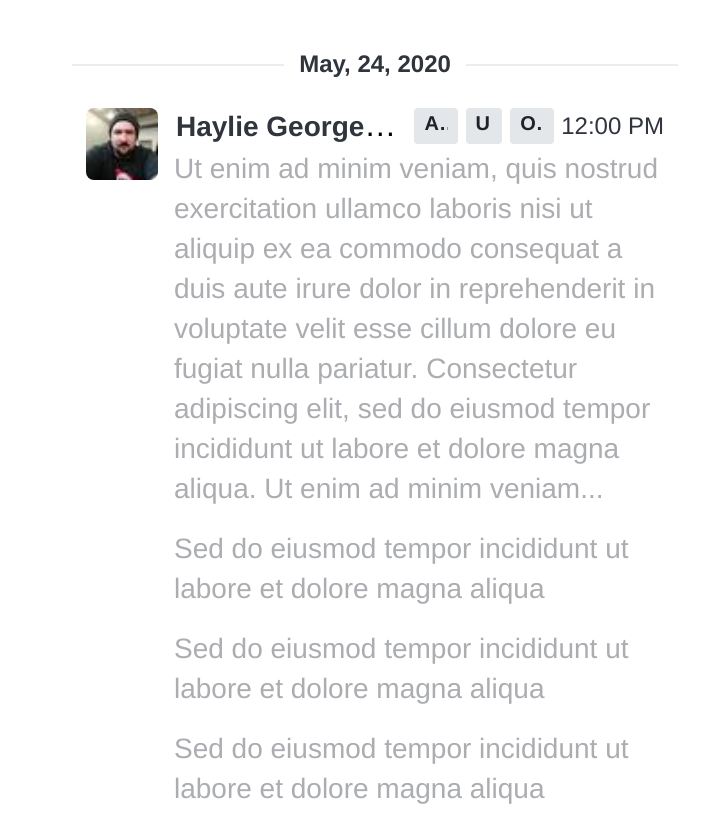 May, 24, 2020
Haylie George... A. U O. 12:00 PM
Ut enim ad minim veniam, quis nostrud
exercitation ullamco laboris nisi ut
aliquip ex ea commodo consequat a
duis aute irure dolor in reprehenderit in
voluptate velit esse cillum dolore eu
fugiat nulla pariatur. Consectetur
adipiscing elit, sed do eiusmod tempor
incididunt ut labore et dolore magna
aliqua. Ut enim ad minim veniam...
Sed do eiusmod tempor incididunt ut
labore et dolore magna aliqua
Sed do eiusmod tempor incididunt ut
labore et dolore magna aliqua
Sed do eiusmod tempor incididunt ut
labore et dolore magna aliqua